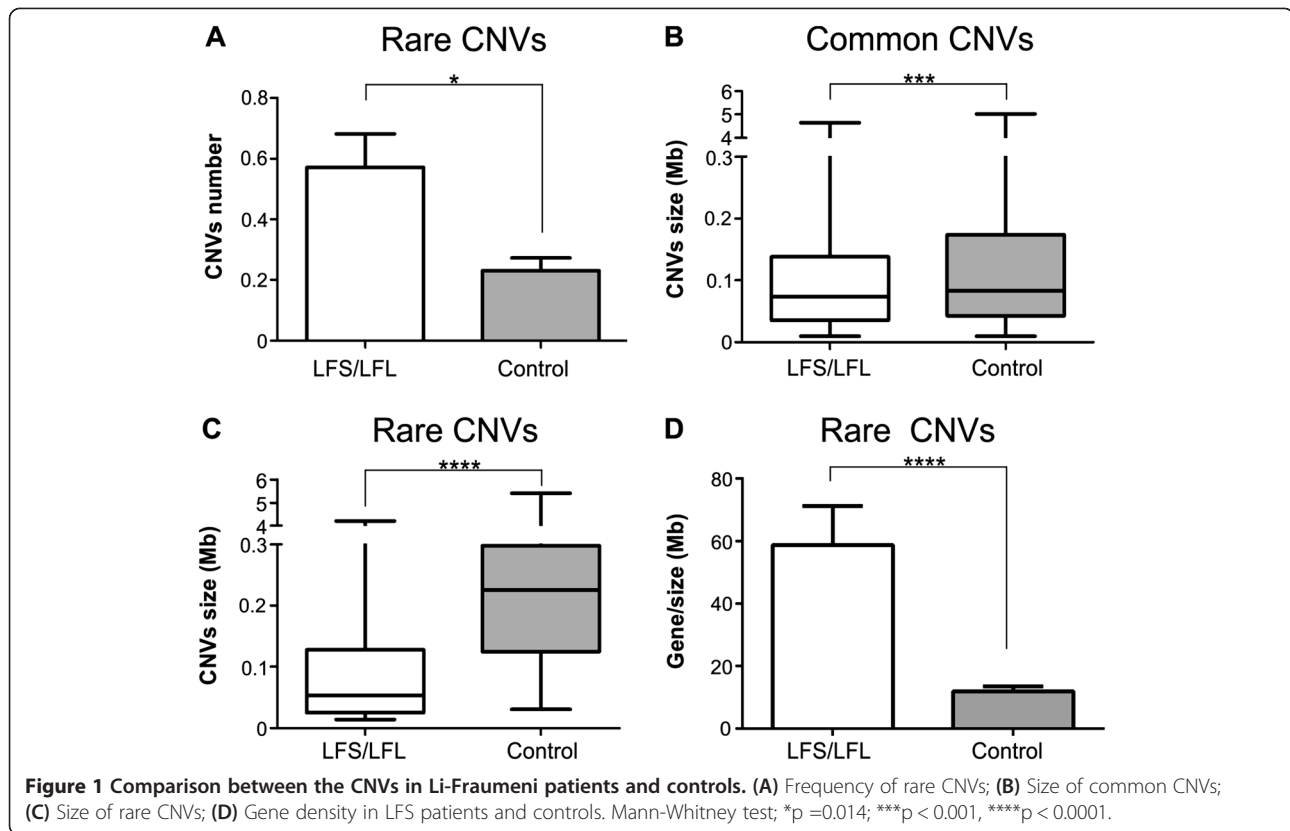 A
Rare CNVs
*
0.8
0.6
0.4
0.2
0
CNVs number
LFS/LFL
Control
B
Common CNVs
***
6
5
4
0.3
0.2
0.1
0
CNVs size (Mb)
LFS/LFL
Control
C
Rare CNVs
****
6
5
4
0.3
0.2
0.1
0
CNVs size (Mb)
LFS/LFL
Control
D
Rare CNVs
****
80
60
40
20
0
Gene/size (Mb)
LFS/LFL
Control
Figure 1 Comparison between the CNVs in Li-Fraumeni patients and controls. (A) Frequency of rare CNVs; (B) Size of common CNVs;
(C) Size of rare CNVs; (D) Gene density in LFS patients and controls. Mann-Whitney test; *p =0.014; ***p < 0.001, ****p < 0.0001.